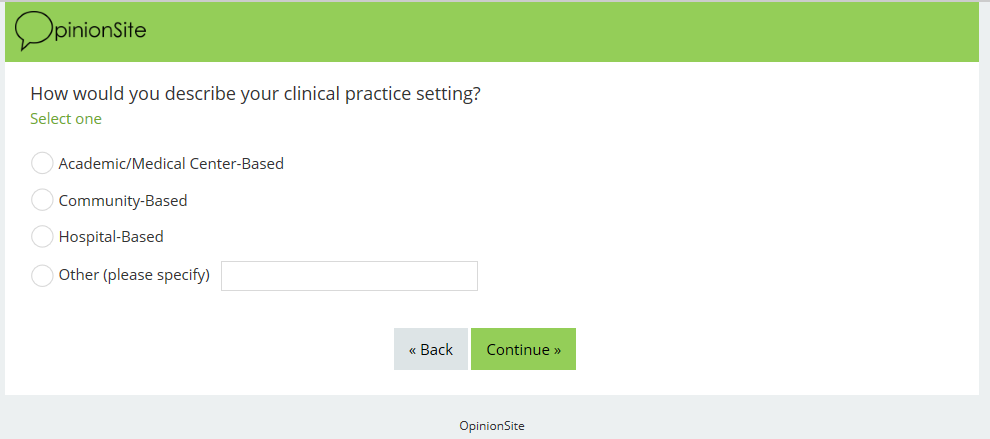 OpinionSite
How would you describe your clinical practice setting?
Select one
Academic/Medical Center-Based
Community-Based
Hospital-Based
Other (please specify)
« Back Continue »
OpinionSite